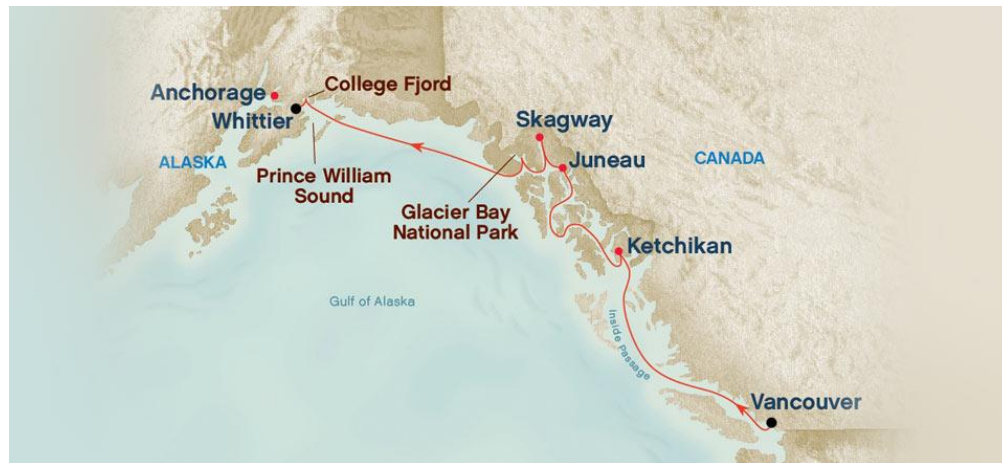 College Fjord
Anchorage
Whittier
Skagway
ALASKA
Juneau
CANADA
Prince William
Sound
Glacier Bay
National Park
Ketchikan
Gulf of Alaska
Inside Passage
Vancouver